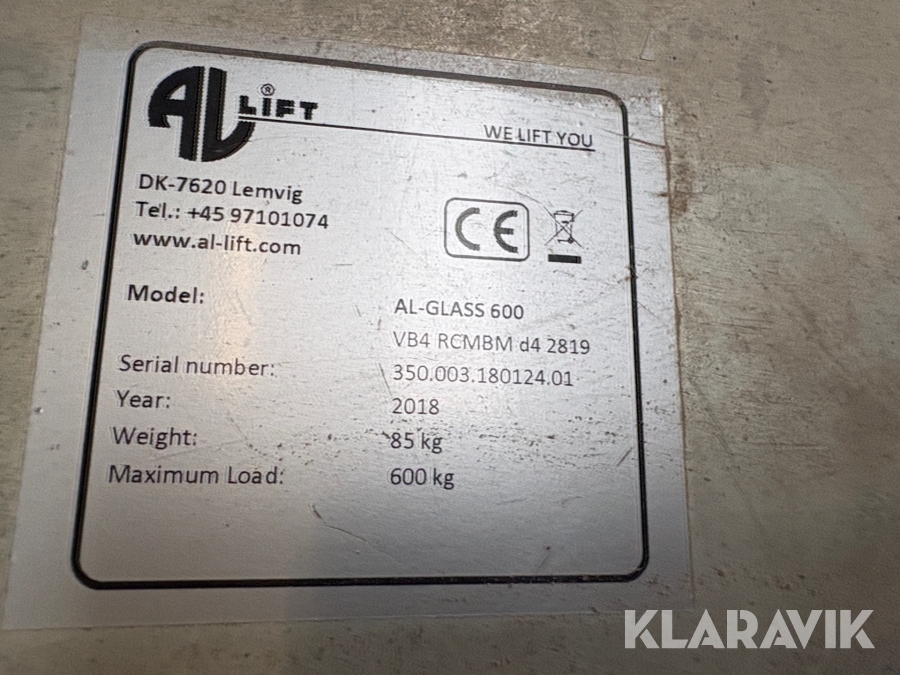 AL LIFT®
WE LIFT YOU
DK-7620 Lemvig
Tel.: +45 97101074
www.al-lift.com
CE
Model: AL-GLASS 600
VB4 RCMBM d4 2819
Serial number: 350.003.180124.01
Year: 2018
Weight: 85 kg
Maximum Load: 600 kg
KLARAVIK